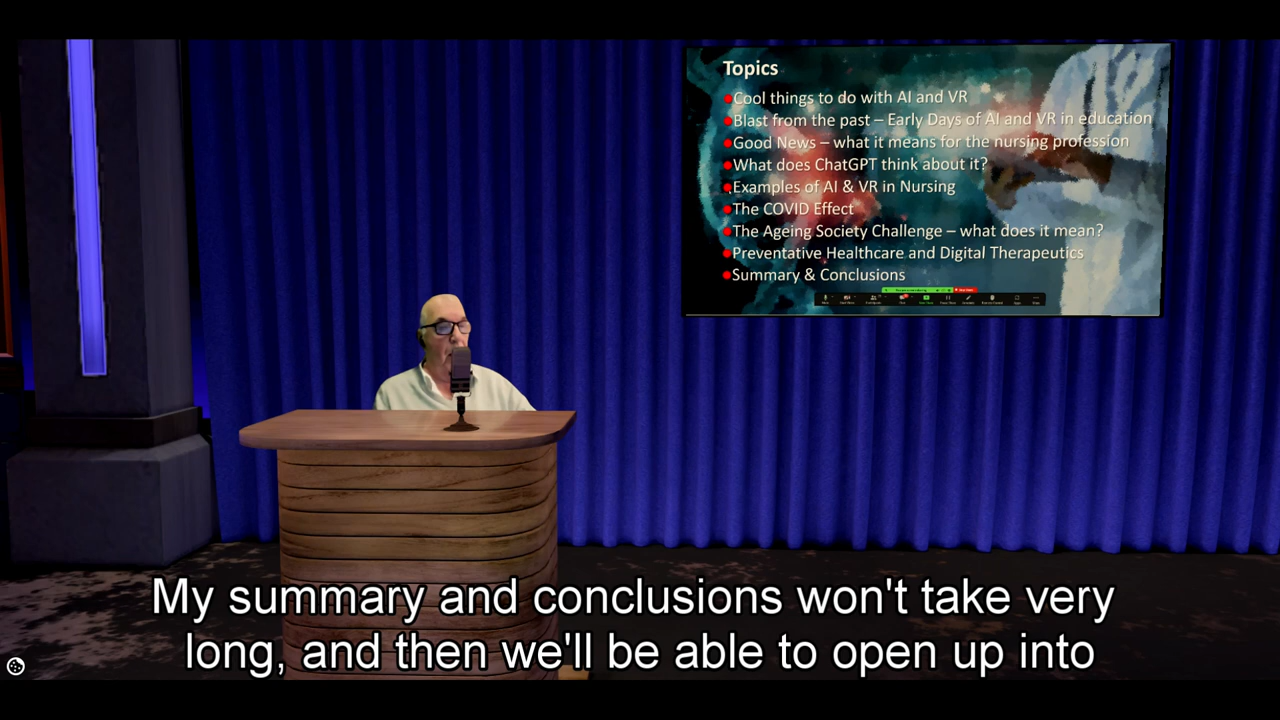 Topics
Cool things to do with AI and VR
Blast from the past – Early Days of AI and VR in education
Good News – what it means for the nursing profession
What does ChatGPT think about it?
Examples of AI & VR in Nursing
The COVID Effect
The Ageing Society Challenge – what does it mean?
Preventative Healthcare and Digital Therapeutics
Summary & Conclusions
My summary and conclusions won't take very
long, and then we'll be able to open up into